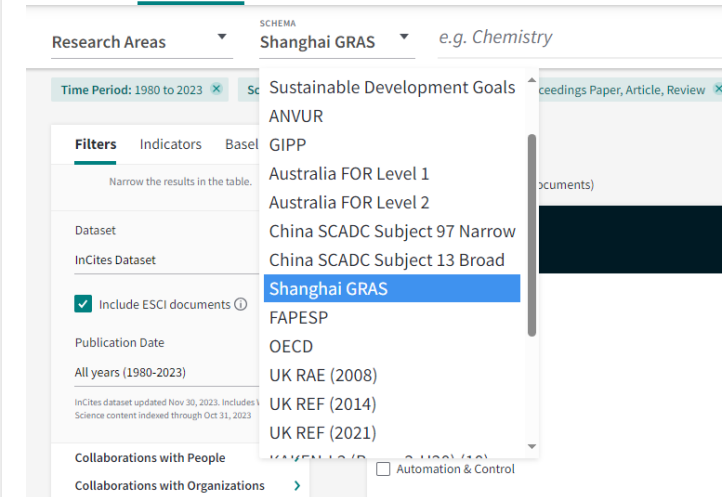 SCHEMA
Research Areas
Shanghai GRAS
e.g. Chemistry
Time Period: 1980 to 2023
ceedings Paper, Article, Review
Sustainable Development Goals
ANVUR
GIPP
Australia FOR Level 1
Australia FOR Level 2
China SCADC Subject 97 Narrow
China SCADC Subject 13 Broad
Shanghai GRAS
FAPESP
OECD
UK RAE (2008)
UK REF (2014)
UK REF (2021)
Filters Indicators Basel
Narrow the results in the table.
ocuments)
Dataset
InCites Dataset
Include ESCI documents
Publication Date
All years (1980-2023)
InCites dataset updated Nov 30, 2023. Includes W
Science content indexed through Oct 31, 2023
Collaborations with People
Automation & Control
Collaborations with Organizations